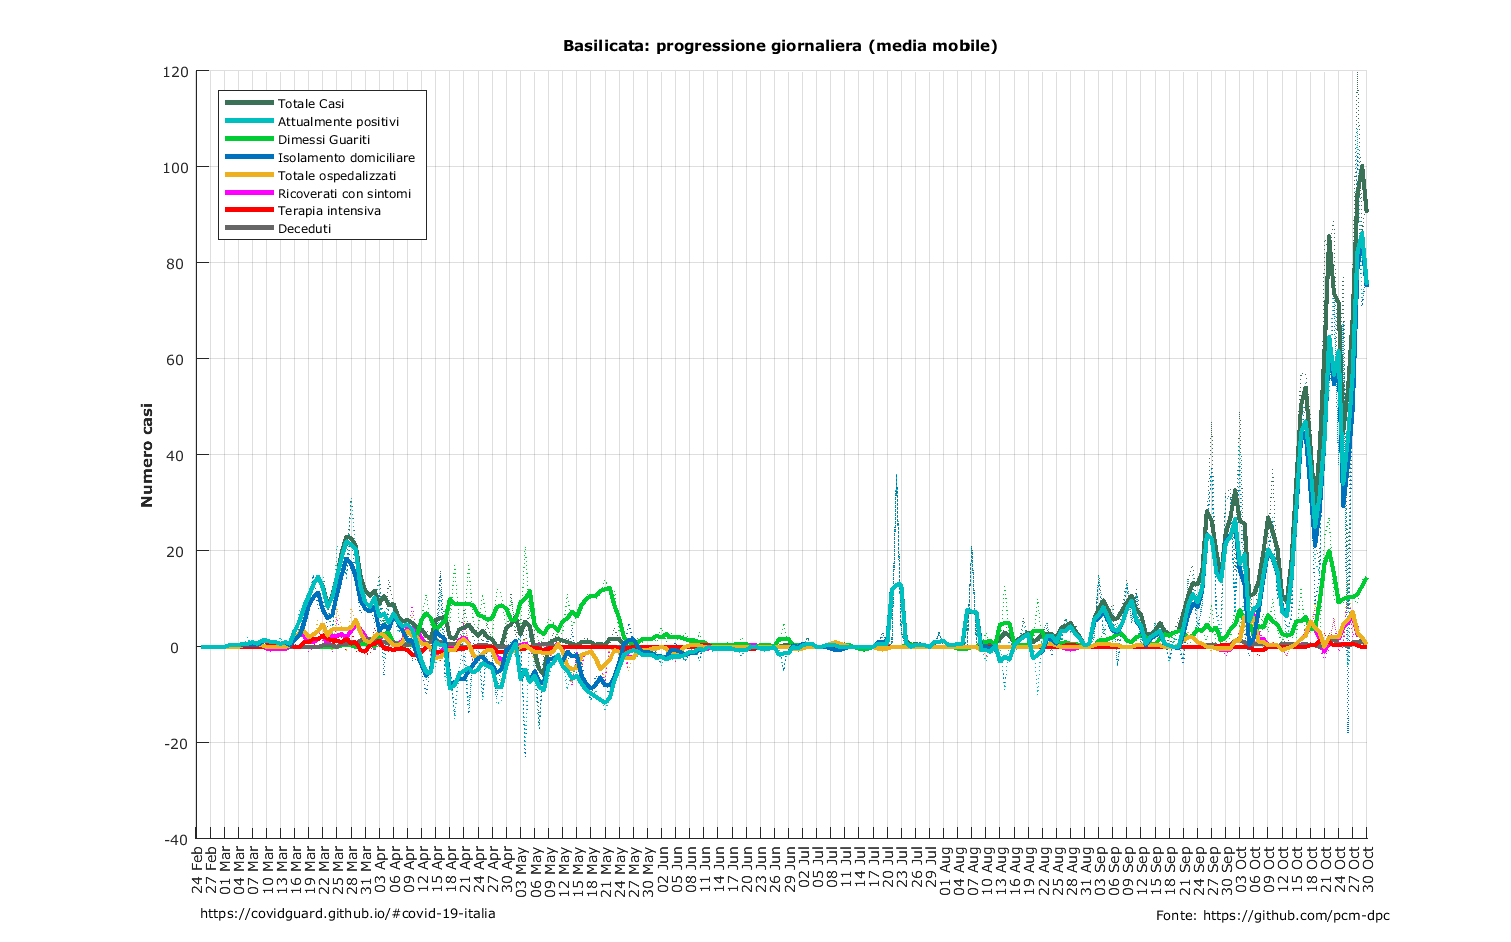 Basilicata: progressione giornaliera (media mobile)
120
100
80
60
40
20
0
-20
-40
Numero casi
Totale Casi
Attualmente positivi
Dimessi Guariti
Isolamento domiciliare
Totale ospedalizzati
Ricoverati con sintomi
Terapia intensiva
Deceduti
24 Feb
27 Feb
01 Mar
04 Mar
07 Mar
10 Mar
13 Mar
16 Mar
19 Mar
22 Mar
25 Mar
28 Mar
31 Mar
03 Apr
06 Apr
09 Apr
12 Apr
15 Apr
18 Apr
21 Apr
24 Apr
27 Apr
30 Apr
03 May
06 May
09 May
12 May
15 May
18 May
21 May
24 May
27 May
30 May
02 Jun
05 Jun
08 Jun
11 Jun
14 Jun
17 Jun
20 Jun
23 Jun
26 Jun
29 Jun
02 Jul
05 Jul
08 Jul
11 Jul
14 Jul
17 Jul
20 Jul
23 Jul
26 Jul
29 Jul
01 Aug
04 Aug
07 Aug
10 Aug
13 Aug
16 Aug
19 Aug
22 Aug
25 Aug
28 Aug
31 Aug
03 Sep
06 Sep
09 Sep
12 Sep
15 Sep
18 Sep
21 Sep
24 Sep
27 Sep
30 Sep
03 Oct
06 Oct
09 Oct
12 Oct
15 Oct
18 Oct
21 Oct
24 Oct
27 Oct
30 Oct
https://covidguard.github.io/#covid-19-italia
Fonte: https://github.com/pcm-dpc